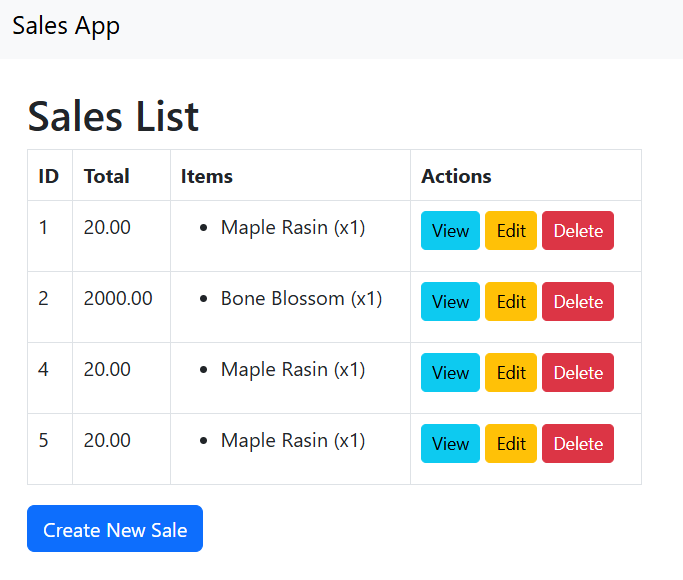 Sales App
Sales List
ID Total Items Actions
1 20.00 • Maple Rasin (x1) View Edit Delete
2 2000.00 • Bone Blossom (x1) View Edit Delete
4 20.00 • Maple Rasin (x1) View Edit Delete
5 20.00 • Maple Rasin (x1) View Edit Delete
Create New Sale